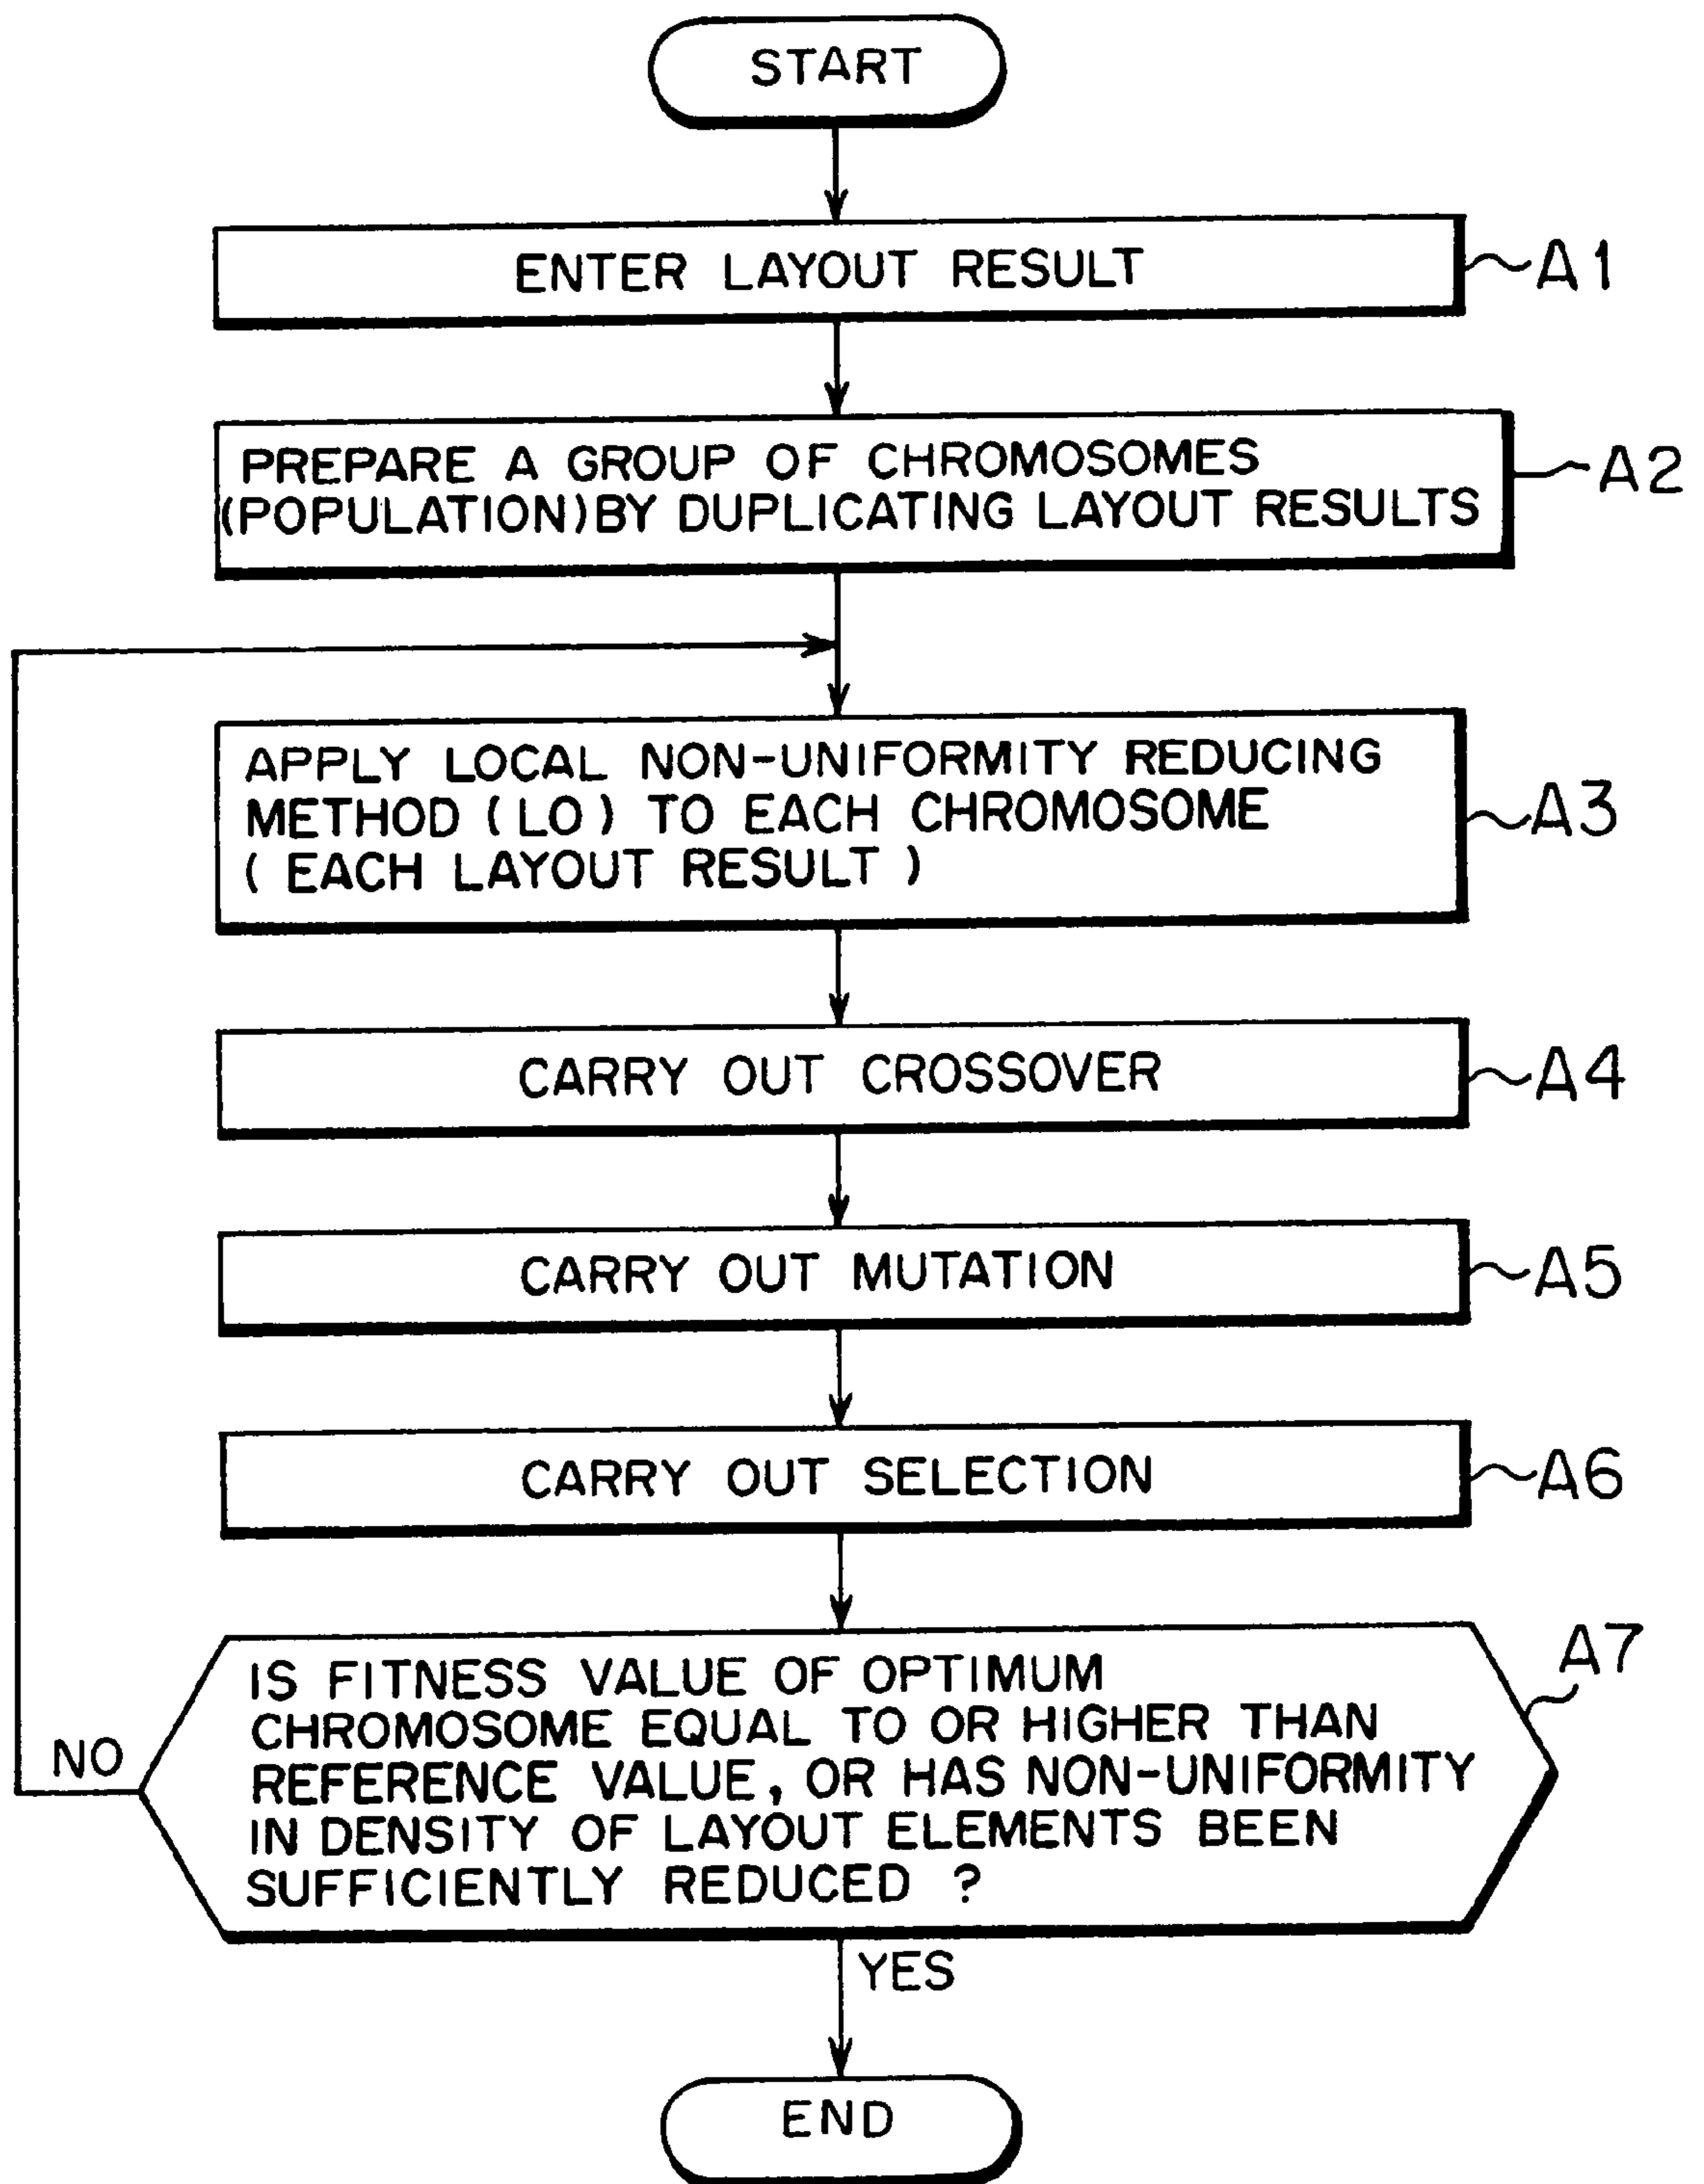 START
ENTER LAYOUT RESULT
A1
PREPARE A GROUP OF CHROMOSOMES
(POPULATION) BY DUPLICATING LAYOUT RESULTS
A2
APPLY LOCAL NON-UNIFORMITY REDUCING
METHOD (LO) TO EACH CHROMOSOME
(EACH LAYOUT RESULT)
A3
CARRY OUT CROSSOVER
A4
CARRY OUT MUTATION
A5
CARRY OUT SELECTION
A6
IS FITNESS VALUE OF OPTIMUM
CHROMOSOME EQUAL TO OR HIGHER THAN
REFERENCE VALUE, OR HAS NON-UNIFORMITY
IN DENSITY OF LAYOUT ELEMENTS BEEN
SUFFICIENTLY REDUCED ?
A7
NO
YES
END